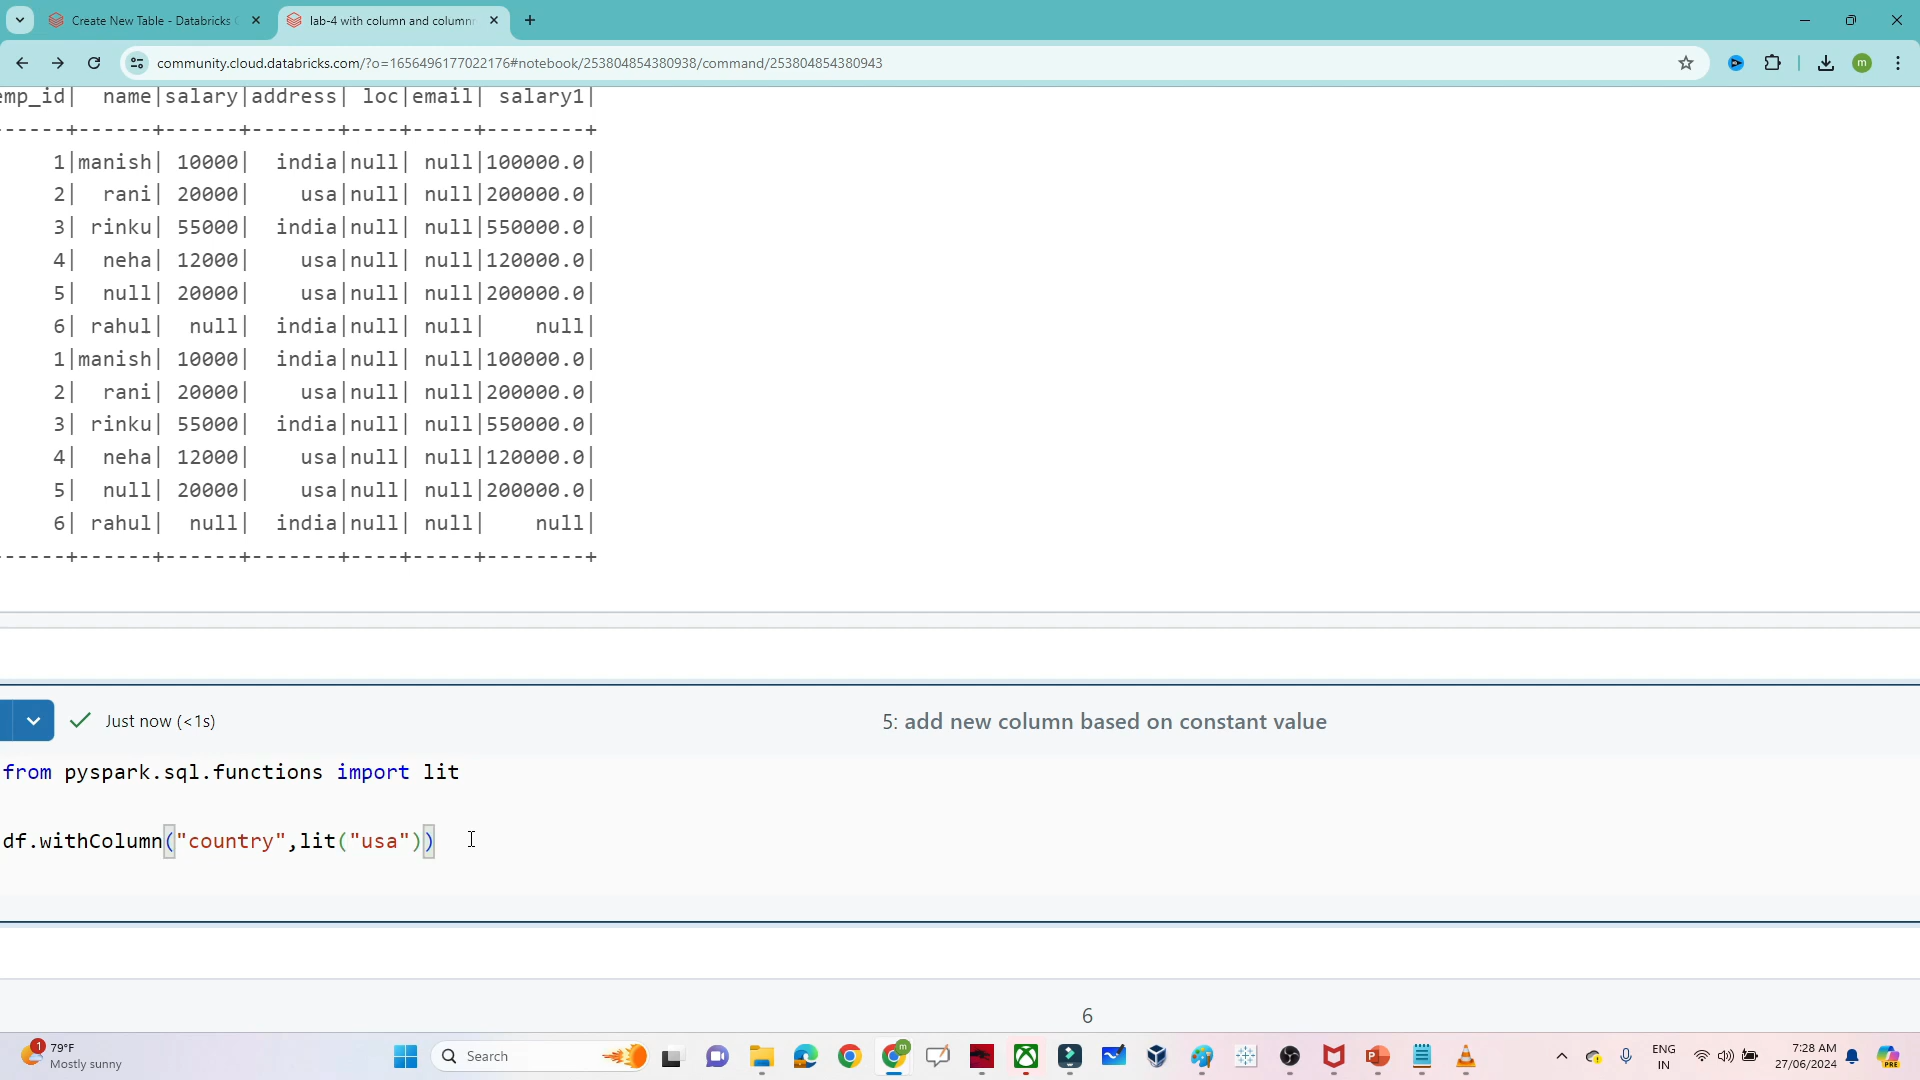 Create New Table - Databricks
lab-4 with column and column
community.cloud.databricks.com/?o=1656496177022176#notebook/253804854380938/command/253804854380943
m
emp_id| name|salary|address| loc|email| salary1|
------+------+------+-------+----+-----+--------+
1|manish| 10000| india|null| null|100000.0|
2| rani| 20000| usa|null| null|200000.0|
3| rinku| 55000| india|null| null|550000.0|
4| neha| 12000| usa|null| null|120000.0|
5| null| 20000| usa|null| null|200000.0|
6| rahul| null| india|null| null| null|
1|manish| 10000| india|null| null|100000.0|
2| rani| 20000| usa|null| null|200000.0|
3| rinku| 55000| india|null| null|550000.0|
4| neha| 12000| usa|null| null|120000.0|
5| null| 20000| usa|null| null|200000.0|
6| rahul| null| india|null| null| null|
------+------+------+-------+----+-----+--------+
Just now (<1s)
5: add new column based on constant value
from pyspark.sql.functions import lit
df.withColumn("country",lit("usa"))
6
1
79°F
Mostly sunny
Search
m
ENG
IN
7:28 AM
27/06/2024
PRE